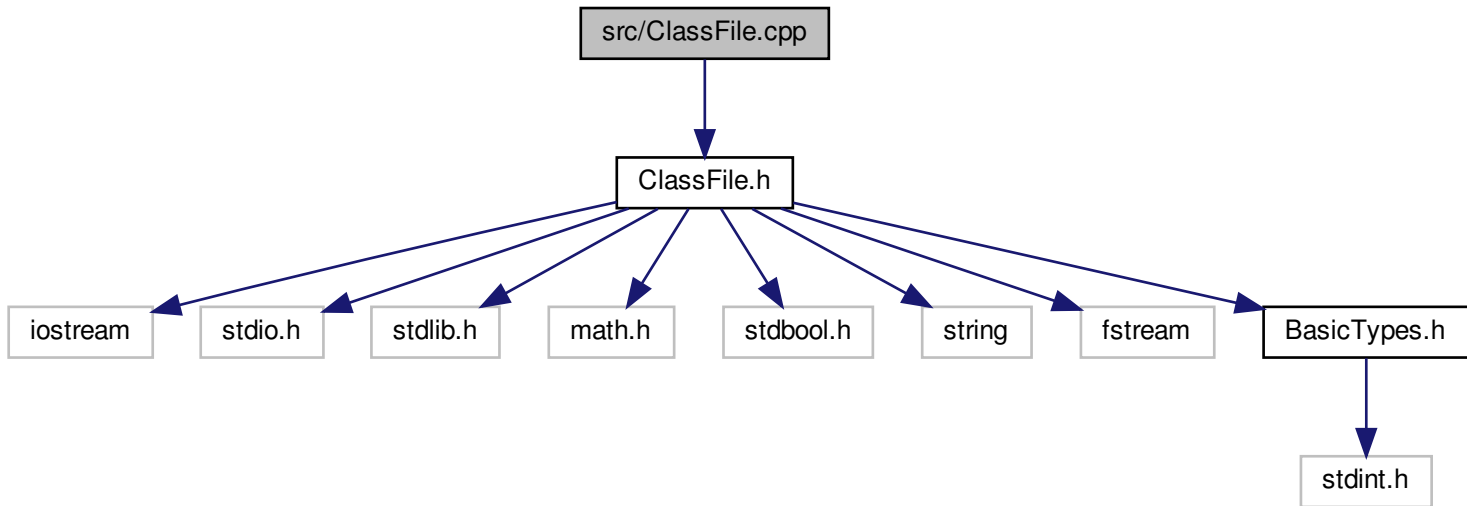 src/ClassFile.cpp
ClassFile.h
iostream
stdio.h
stdlib.h
math.h
stdbool.h
string
fstream
BasicTypes.h
stdint.h